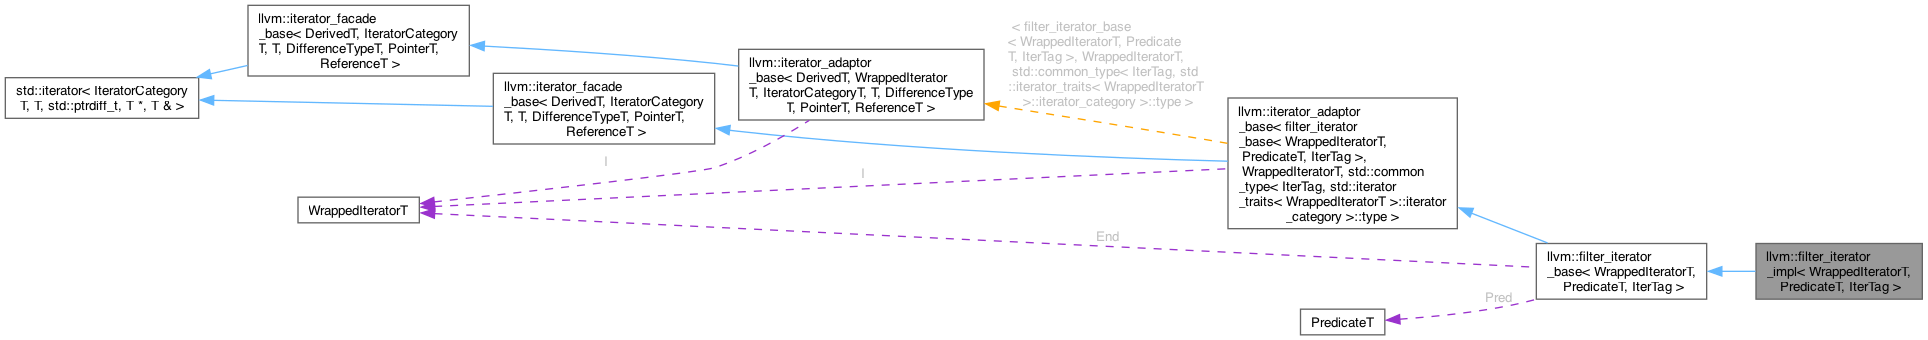 llvm::iterator_facade
_base< DerivedT, IteratorCategory
T, T, DifferenceTypeT, PointerT,
ReferenceT >
std::iterator< IteratorCategory
T, T, std::ptrdiff_t, T *, T & >
llvm::iterator_facade
_base< DerivedT, IteratorCategory
T, T, DifferenceTypeT, PointerT,
ReferenceT >
llvm::iterator_adaptor
_base< DerivedT, WrappedIterator
T, IteratorCategoryT, T, DifferenceType
T, PointerT, ReferenceT >
< filter_iterator_base
< WrappedIteratorT, Predicate
T, IterTag >, WrappedIteratorT,
std::common_type< IterTag, std
::iterator_traits< WrappedIteratorT
>::iterator_category >::type >
llvm::iterator_adaptor
_base< filter_iterator
_base< WrappedIteratorT,
PredicateT, IterTag >,
WrappedIteratorT, std::common
_type< IterTag, std::iterator
_traits< WrappedIteratorT >::iterator
_category >::type >
I
I
WrappedIteratorT
End
llvm::filter_iterator
_base< WrappedIteratorT,
PredicateT, IterTag >
llvm::filter_iterator
_impl< WrappedIteratorT,
PredicateT, IterTag >
Pred
PredicateT